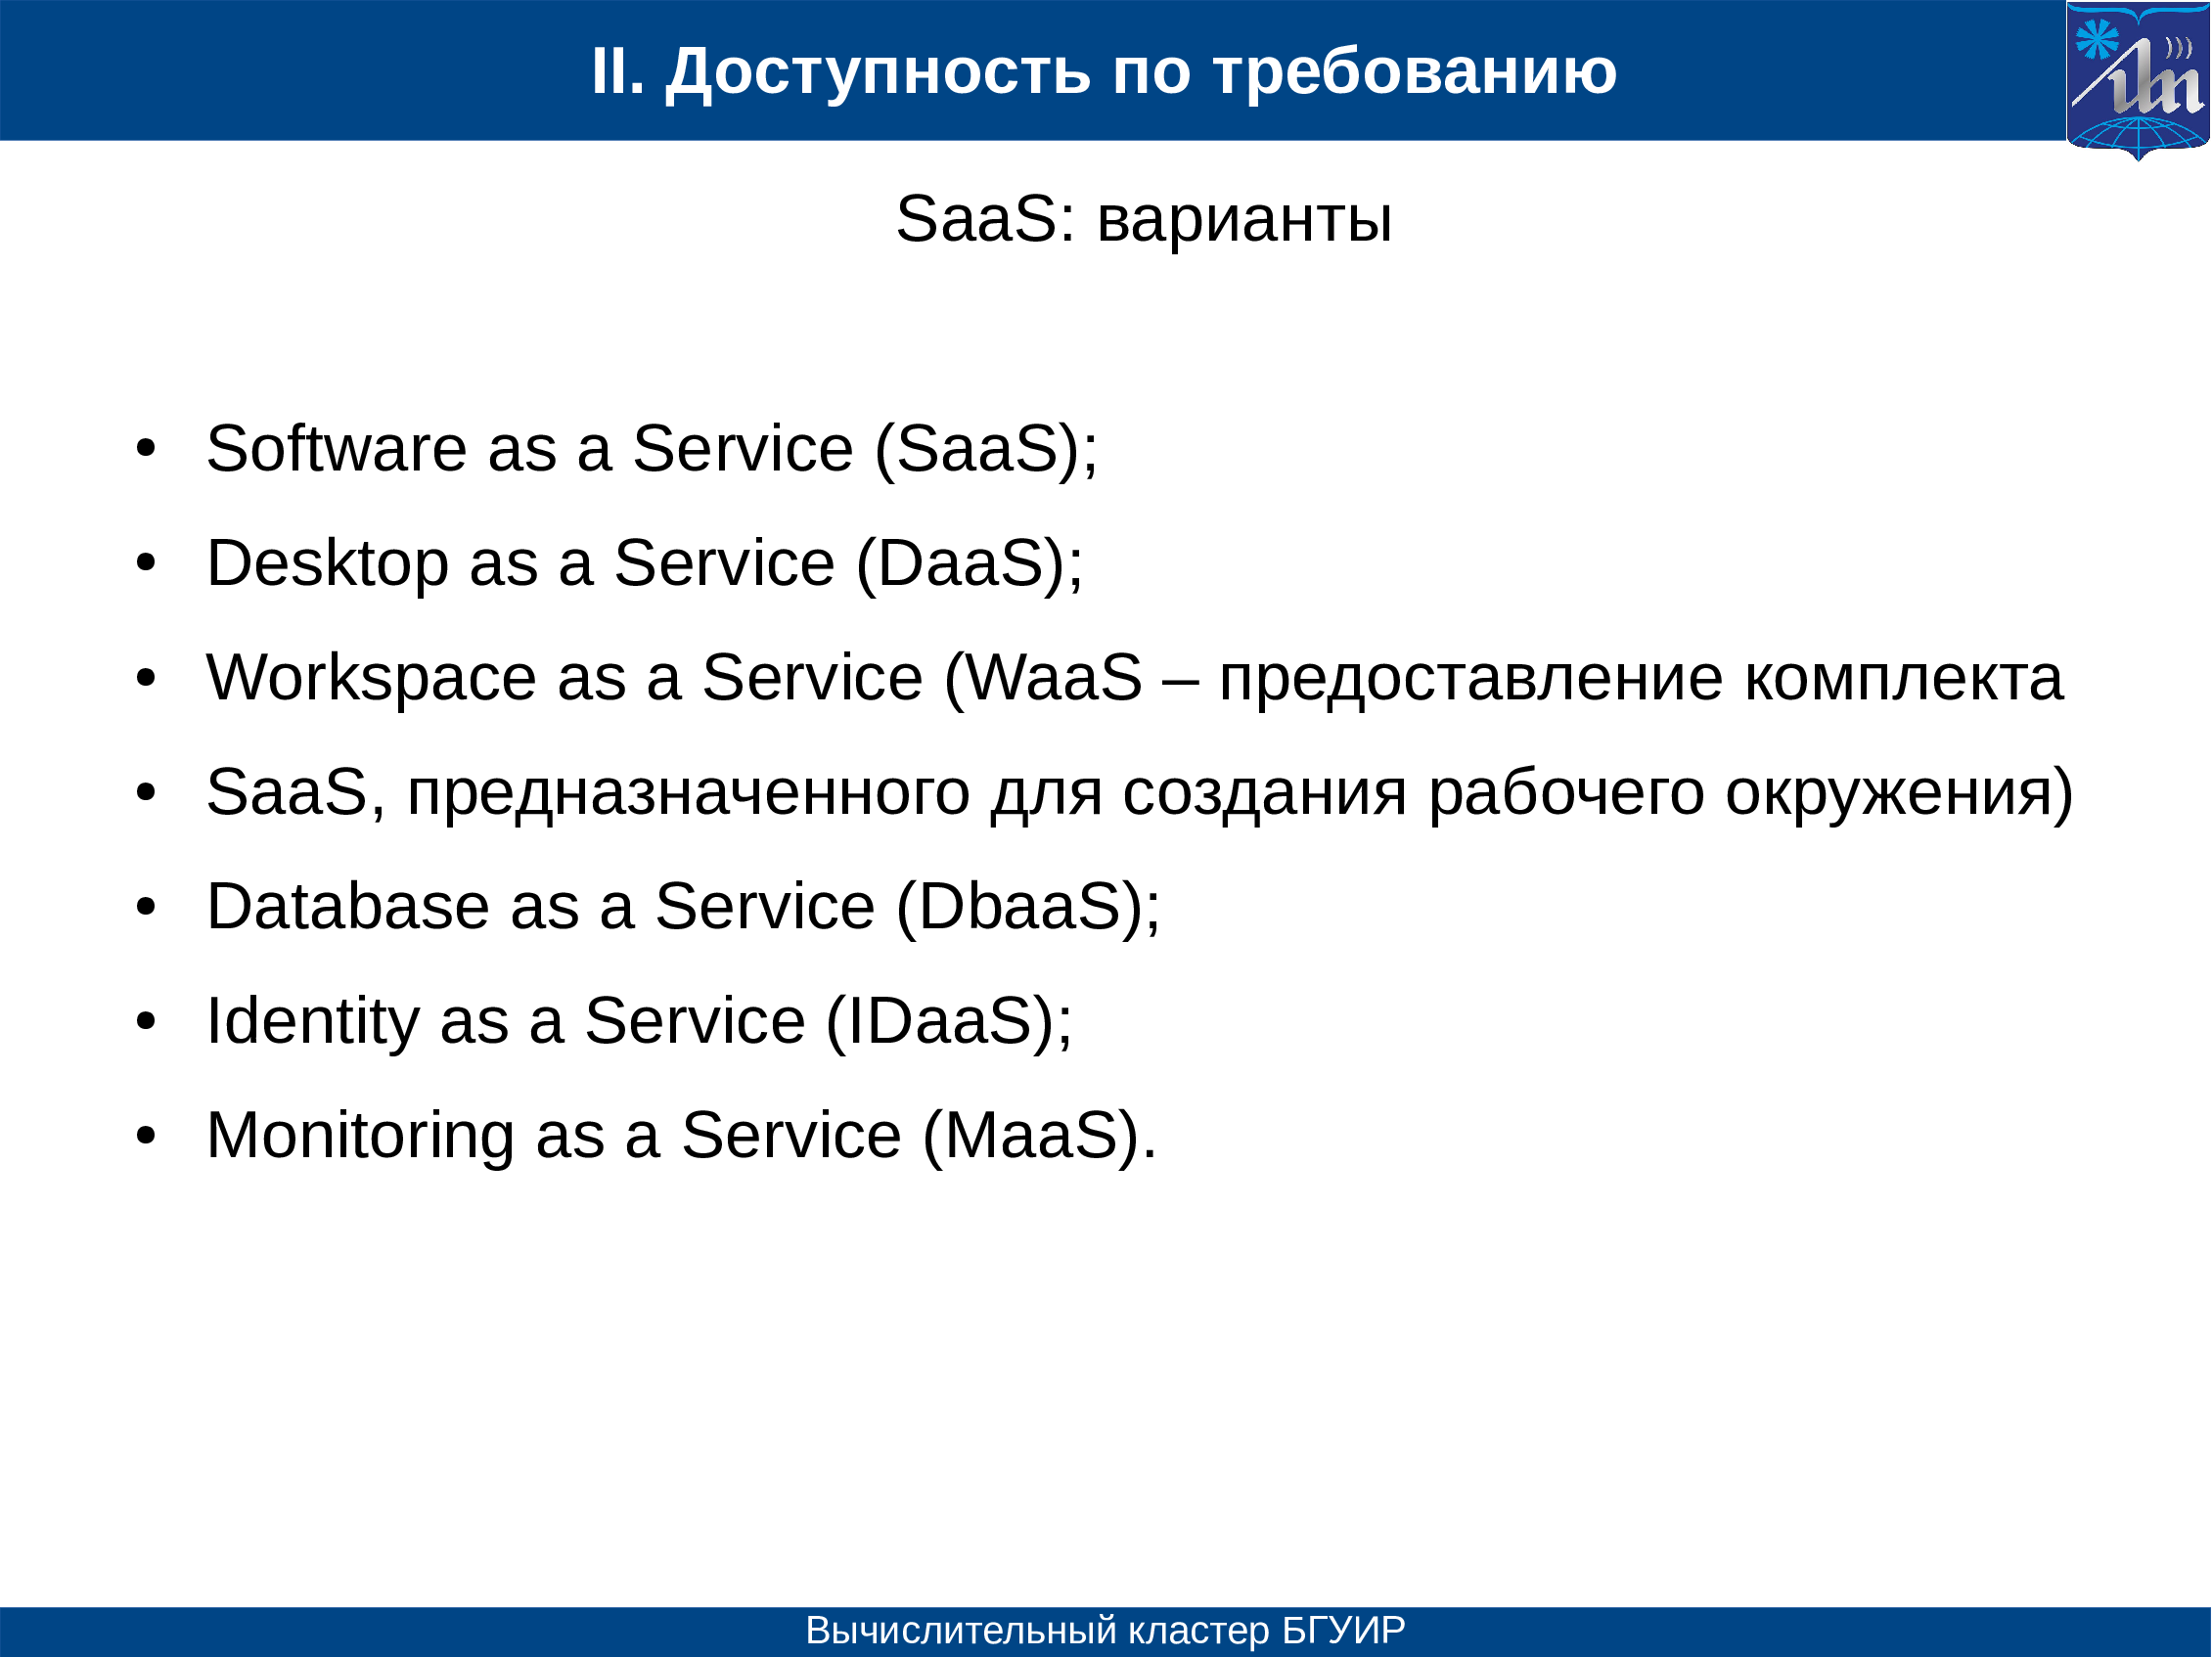 II. Доступность по требованию
SaaS: варианты
• Software as a Service (SaaS);
• Desktop as a Service (DaaS);
• Workspace as a Service (WaaS – предоставление комплекта
• SaaS, предназначенного для создания рабочего окружения)
• Database as a Service (DbaaS);
• Identity as a Service (IDaaS);
• Monitoring as a Service (MaaS).
Вычислительный кластер БГУИР